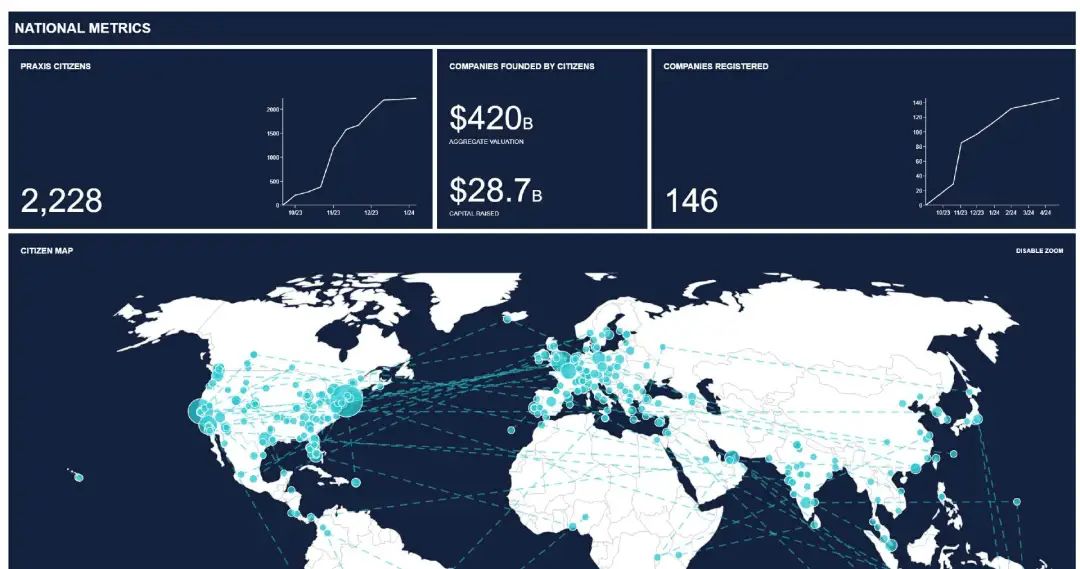 NATIONAL METRICS
PRAXIS CITIZENS
2000
1500
1000
500
0
10/23 11/23 12/23 1/24
2,228
COMPANIES FOUNDED BY CITIZENS
$420B
AGGREGATE VALUATION
$28.7B
CAPITAL RAISED
COMPANIES REGISTERED
140
120
100
80
60
40
20
0
10/23 11/23 12/23 1/24 2/24 3/24 4/24
146
CITIZEN MAP
DISABLE ZOOM